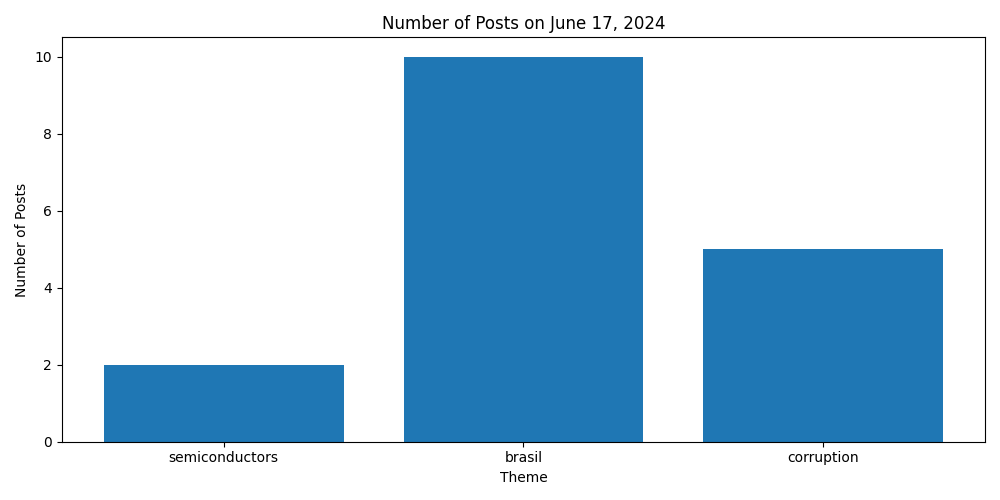 Number of Posts on June 17, 2024
Number of Posts
10
8
6
4
2
0
semiconductors
brasil
corruption
Theme